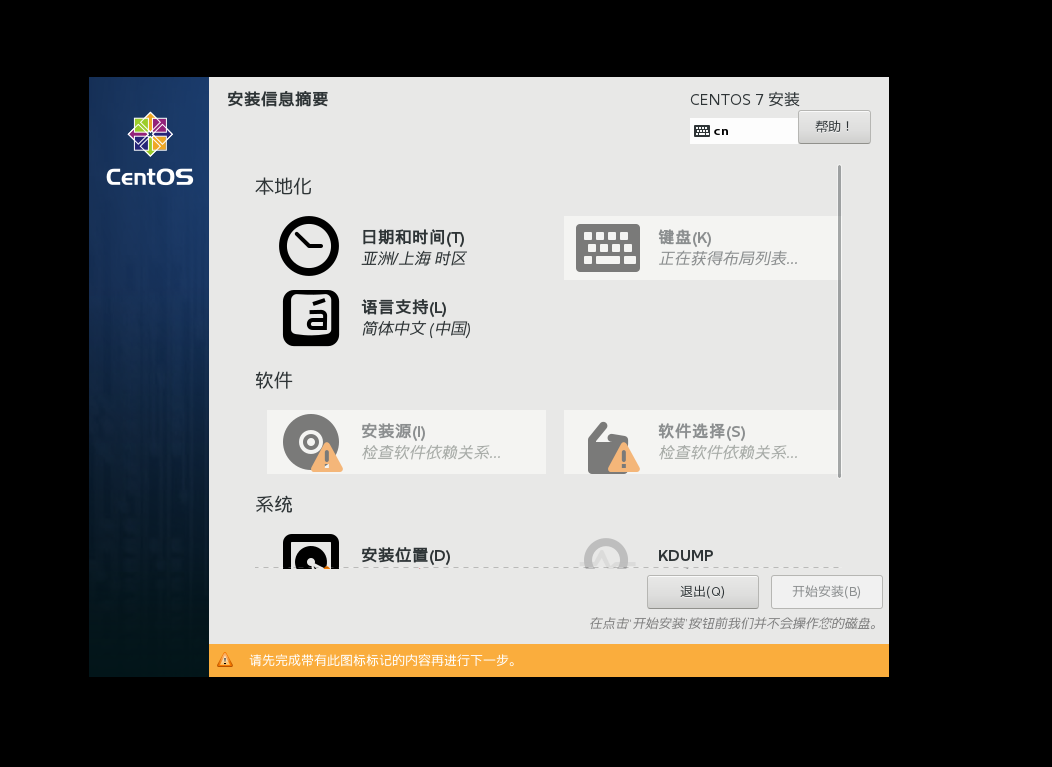 安装信息摘要
CENTOS 7 安装
cn
帮助！
CentOS
本地化
日期和时间(T)
亚洲/上海 时区
键盘(K)
正在获得布局列表...
á
语言支持(L)
简体中文 (中国)
软件
安装源(I)
检查软件依赖关系...
软件选择(S)
检查软件依赖关系...
系统
安装位置(D)
KDUMP
退出(Q)
开始安装(B)
在点击'开始安装'按钮前我们并不会操作您的磁盘。
请先完成带有此图标标记的内容再进行下一步。